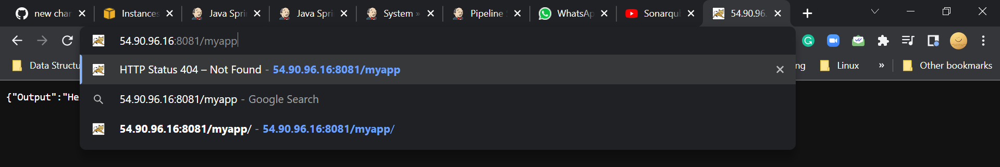 new char Instances Java Spri Java Spri System » Pipeline WhatsAp Sonarqu 54.90.96.
54.90.96.16:8081/myapp
Data Structu HTTP Status 404 – Not Found - 54.90.96.16:8081/myapp ng Linux » Other bookmarks
{"Output":"He 54.90.96.16:8081/myapp - Google Search
54.90.96.16:8081/myapp/ - 54.90.96.16:8081/myapp/